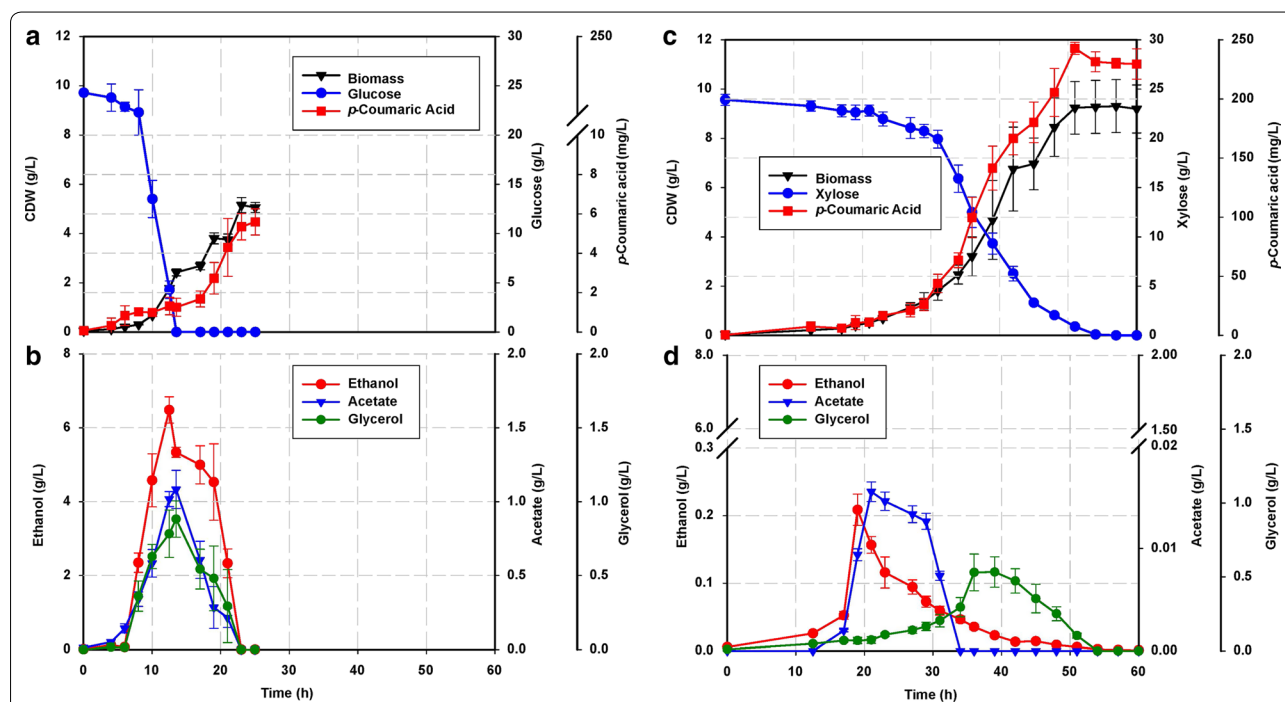 a
12
10
8
6
4
2
0
CDW (g/L)
Biomass
Glucose
p-Coumaric Acid
30
25
20
15
10
5
0
Glucose (g/L)
250
10
8
6
4
2
0
p-Coumaric acid (mg/L)
b
8
6
4
2
0
Ethanol (g/L)
Ethanol
Acetate
Glycerol
2.0
1.5
1.0
0.5
0.0
Acetate (g/L)
2.0
1.5
1.0
0.5
0.0
Glycerol (g/L)
0 10 20 30 40 50 60
Time (h)
c
12
10
8
6
4
2
0
CDW (g/L)
Biomass
Xylose
p-Coumaric Acid
30
25
20
15
10
5
0
Xylose (g/L)
250
200
150
100
50
0
p-Coumaric acid (mg/L)
d
8.0
6.0
0.3
0.2
0.1
0.0
Ethanol (g/L)
Ethanol
Acetate
Glycerol
2.00
1.50
0.02
0.01
0.00
Acetate (g/L)
2.0
1.5
1.0
0.5
0.0
Glycerol (g/L)
0 10 20 30 40 50 60
Time (h)